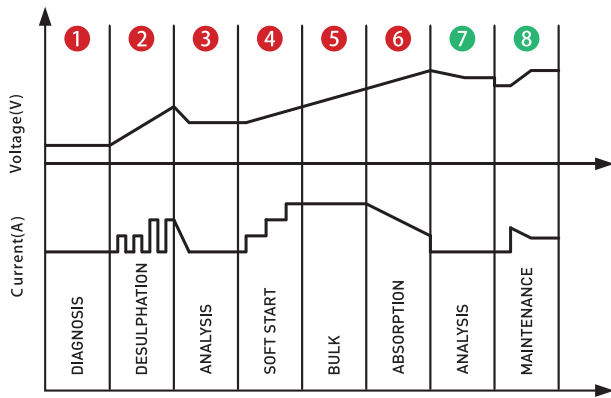 1 2 3 4 5 6 7 8
Voltage(V)
Current(A)
DIAGNOSIS
DESULPHATION
ANALYSIS
SOFT START
BULK
ABSORPTION
ANALYSIS
MAINTENANCE